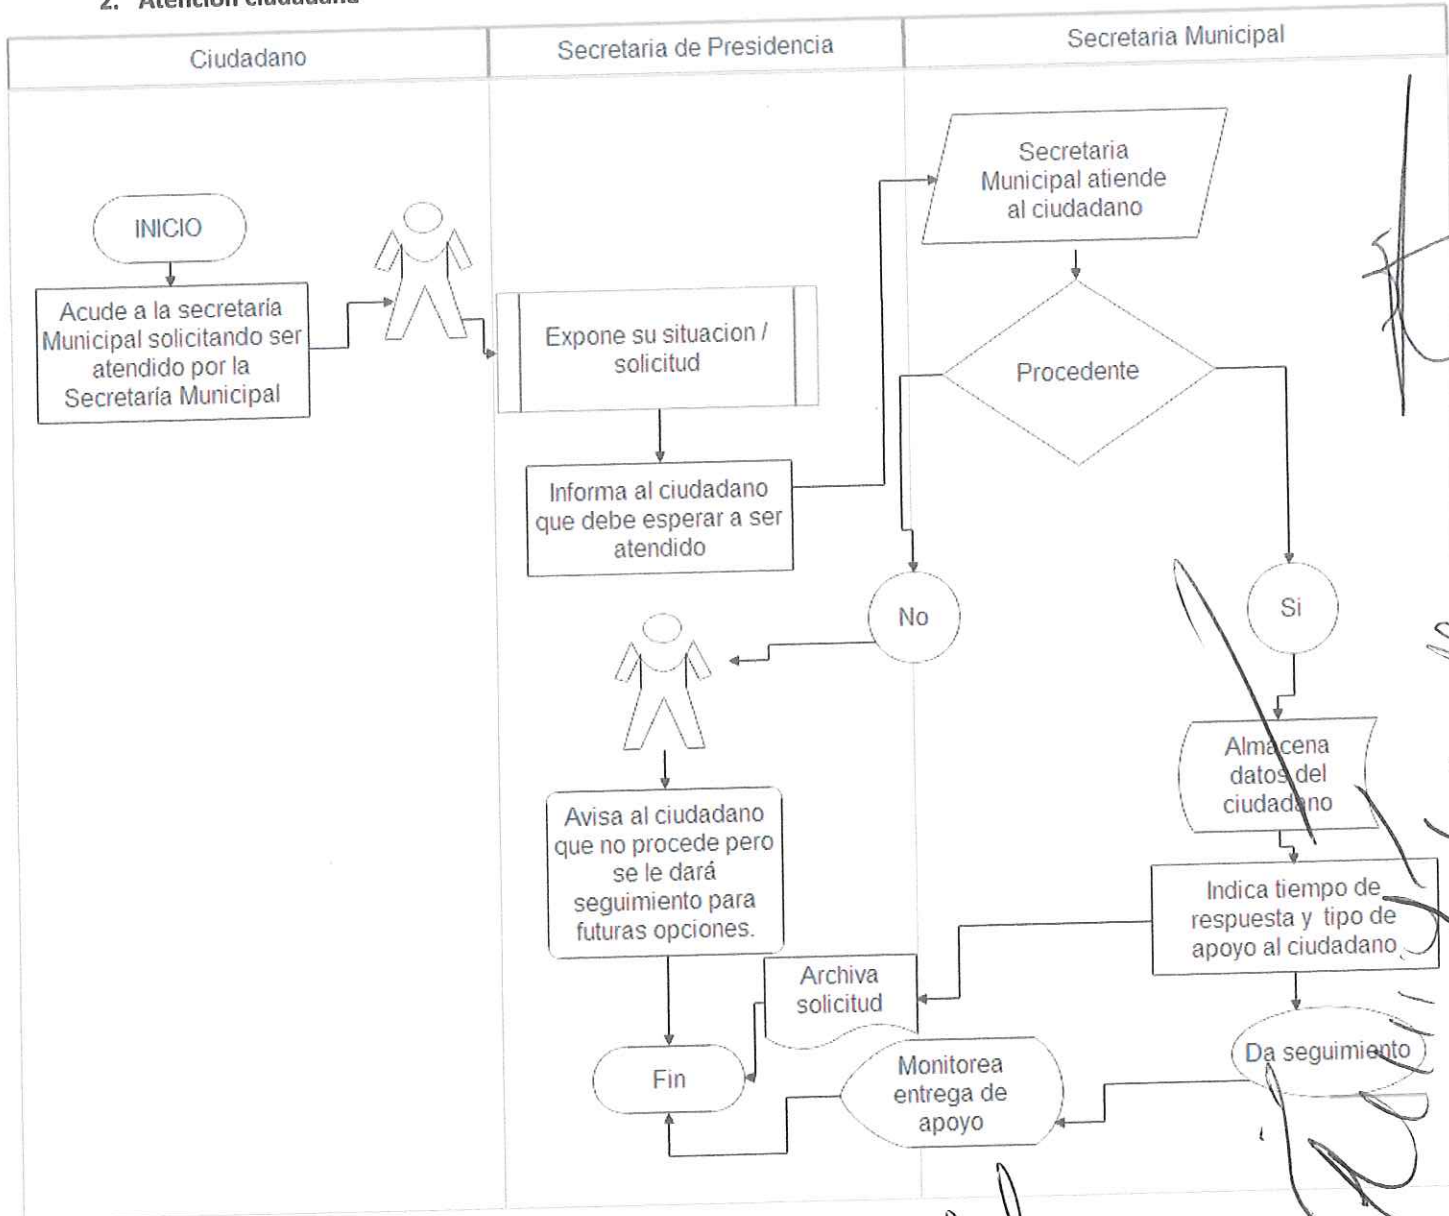 2. Atención ciudadana
Ciudadano
Secretaria de Presidencia
Secretaria Municipal
INICIO
Acude a la secretaría
Municipal solicitando ser
atendido por la
Secretaría Municipal
Expone su situacion /
solicitud
Informa al ciudadano
que debe esperar a ser
atendido
Secretaria
Municipal atiende
al ciudadano
Procedente
No
Si
Avisa al ciudadano
que no procede pero
se le dará
seguimiento para
futuras opciones.
Almacena
datos del
ciudadano
Indica tiempo de
respuesta y tipo de
apoyo al ciudadano
Archiva
solicitud
Da seguimiento
Monitorea
entrega de
apoyo
Fin